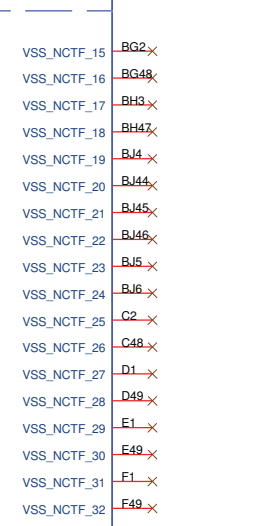 VSS_NCTF_15 BG2
VSS_NCTF_16 BG48
VSS_NCTF_17 BH3
VSS_NCTF_18 BH47
VSS_NCTF_19 BJ4
VSS_NCTF_20 BJ44
VSS_NCTF_21 BJ45
VSS_NCTF_22 BJ46
VSS_NCTF_23 BJ5
VSS_NCTF_24 BJ6
VSS_NCTF_25 C2
VSS_NCTF_26 C48
VSS_NCTF_27 D1
VSS_NCTF_28 D49
VSS_NCTF_29 E1
VSS_NCTF_30 E49
VSS_NCTF_31 F1
VSS_NCTF_32 F49